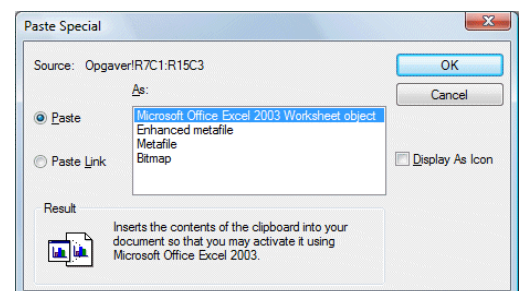 Paste Special
Source: Opgaver!R7C1:R15C3
As:
Paste
Paste Link
Microsoft Office Excel 2003 Worksheet object
Enhanced metafile
Metafile
Bitmap
OK
Cancel
Display As Icon
Result
Inserts the contents of the clipboard into your
document so that you may activate it using
Microsoft Office Excel 2003.